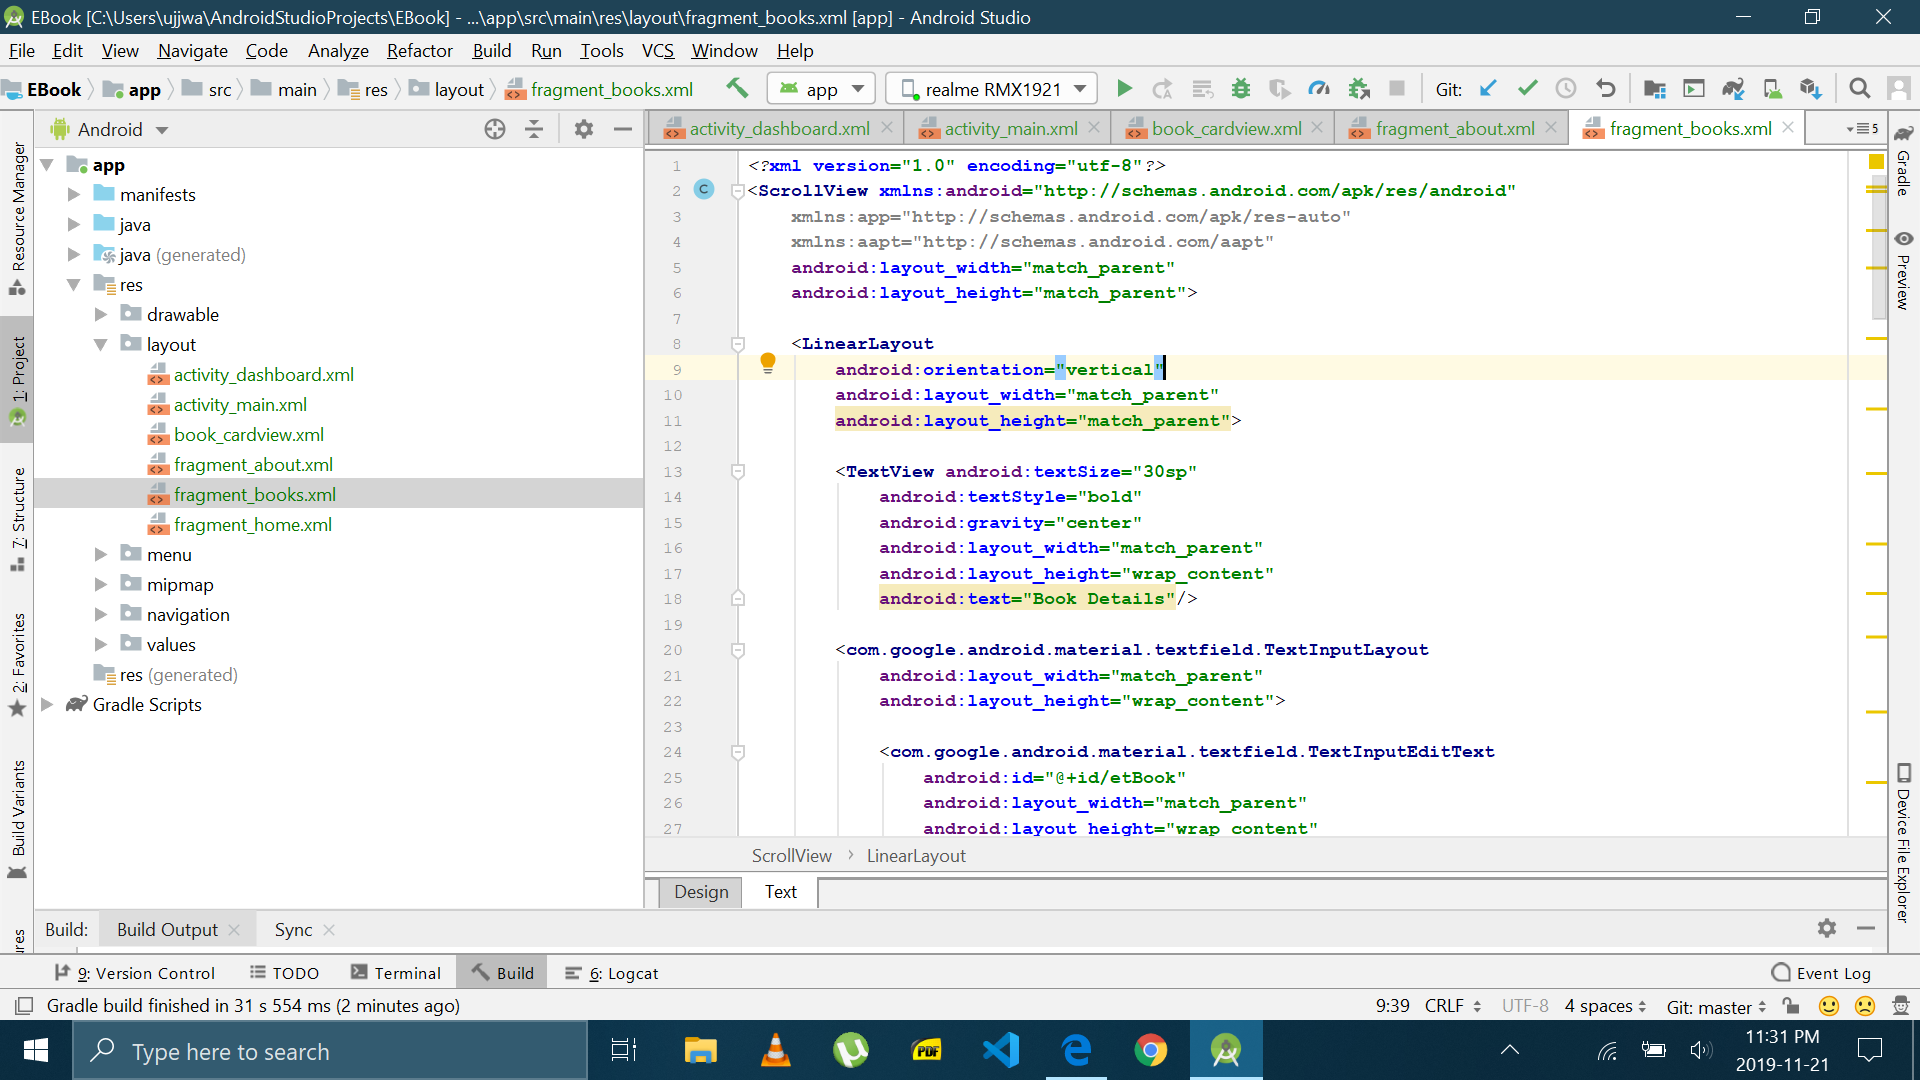 EBook [C:\Users\ujjwa\AndroidStudioProjects\EBook] - ...\app\src\main\res\layout\fragment_books.xml [app] - Android Studio
File Edit View Navigate Code Analyze Refactor Build Run Tools VCS Window Help
EBook app src main res layout fragment_books.xml app realme RMX1921 Git:
Android
activity_dashboard.xml activity_main.xml book_cardview.xml fragment_about.xml fragment_books.xml 5
app
manifests
java
java (generated)
res
drawable
layout
activity_dashboard.xml
activity_main.xml
book_cardview.xml
fragment_about.xml
fragment_books.xml
fragment_home.xml
menu
mipmap
navigation
values
res (generated)
Gradle Scripts
Resource Manager
1: Project
7: Structure
2: Favorites
Build Variants
1 <?xml version="1.0" encoding="utf-8"?>
2 C <ScrollView xmlns:android="http://schemas.android.com/apk/res/android"
3 xmlns:app="http://schemas.android.com/apk/res-auto"
4 xmlns:aapt="http://schemas.android.com/aapt"
5 android:layout_width="match_parent"
6 android:layout_height="match_parent">
7
8 <LinearLayout
9 android:orientation="vertical"
10 android:layout_width="match_parent"
11 android:layout_height="match_parent">
12
13 <TextView android:textSize="30sp"
14 android:textStyle="bold"
15 android:gravity="center"
16 android:layout_width="match_parent"
17 android:layout_height="wrap_content"
18 android:text="Book Details"/>
19
20 <com.google.android.material.textfield.TextInputLayout
21 android:layout_width="match_parent"
22 android:layout_height="wrap_content">
23
24 <com.google.android.material.textfield.TextInputEditText
25 android:id="@+id/etBook"
26 android:layout_width="match_parent"
27 android:layout_height="wrap_content"
ScrollView LinearLayout
Design Text
Gradle
Preview
Device File Explorer
Build: Build Output Sync
9: Version Control TODO Terminal Build 6: Logcat Event Log
Gradle build finished in 31 s 554 ms (2 minutes ago) 9:39 CRLF UTF-8 4 spaces Git: master
Type here to search
PDF
11:31 PM
2019-11-21